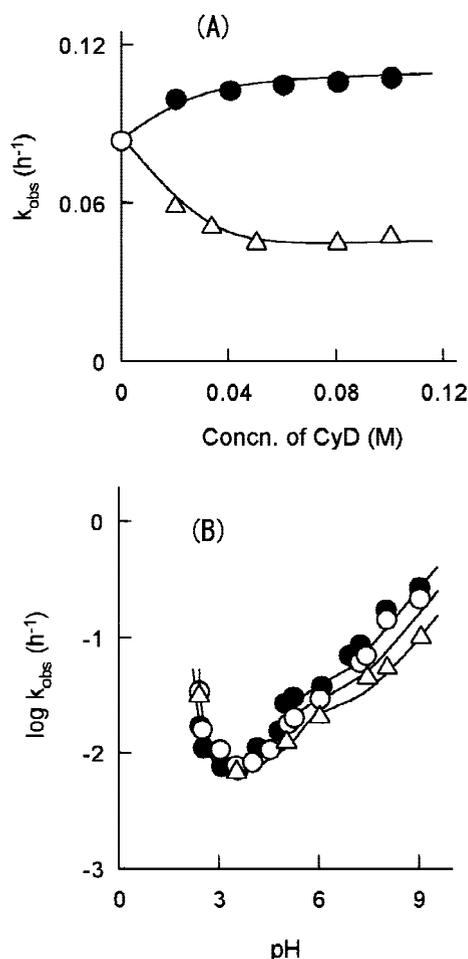 (A)
0.12
0.06
0
k_obs (h⁻¹)
0 0.04 0.08 0.12
Concn. of CyD (M)
(B)
0
-1
-2
-3
log k_obs (h⁻¹)
0 3 6 9
pH